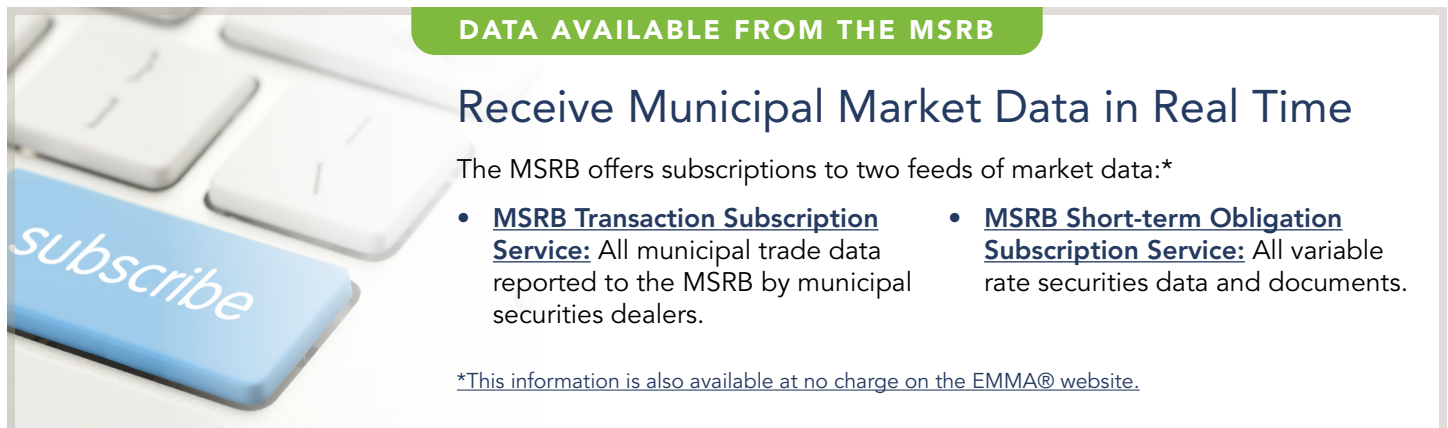 DATA AVAILABLE FROM THE MSRB
Receive Municipal Market Data in Real Time
The MSRB offers subscriptions to two feeds of market data:*
• MSRB Transaction Subscription
Service: All municipal trade data
reported to the MSRB by municipal
securities dealers.
• MSRB Short-term Obligation
Subscription Service: All variable
rate securities data and documents.
*This information is also available at no charge on the EMMA® website.
subscribe